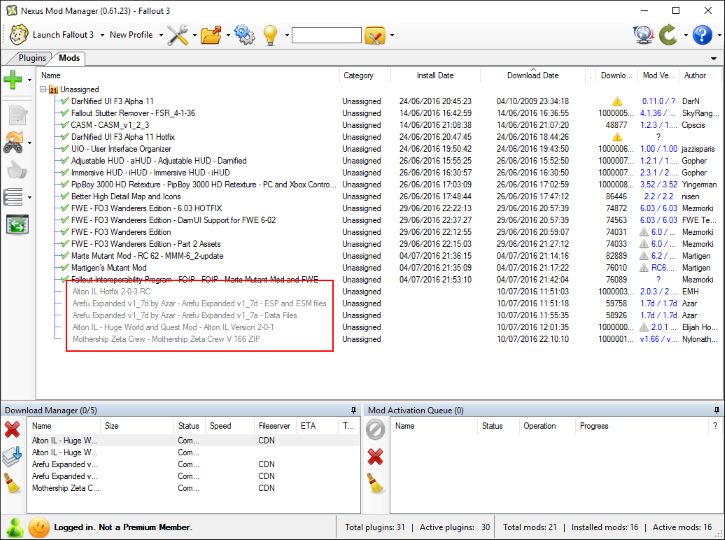 Nexus Mod Manager (0.61.23) - Fallout 3
Launch Fallout 3 New Profile
Plugins Mods
Name Category Install Date Download Date Downlo... Mod Ve... Author
Unassigned
DarNified UI F3 Alpha 11 Unassigned 24/06/2016 20:45:23 04/10/2009 23:34:18 0.11.0 / ? DarN
Fallout Stutter Remover - FSR_4-1-36 Unassigned 14/06/2016 16:42:59 14/06/2016 16:36:55 1000005... 4.1.36 / ... SkyRang...
CASM - CASM_v1_2_3 Unassigned 14/06/2016 21:08:38 14/06/2016 21:07:20 48877 1.2.3 / 1.... Cipscis
DarNified UI F3 Alpha 11 Hotfix Unassigned 24/06/2016 20:47:45 24/06/2016 18:44:26 ?
UIO - User Interface Organizer Unassigned 24/06/2016 19:50:42 24/06/2016 19:43:50 1000006... 1.00 / 1.00 jazzieparis
Adjustable HUD - aHUD - Adjustable HUD - Darnified Unassigned 26/06/2016 15:55:25 26/06/2016 15:52:50 1000003... 1.2.1 / 1.... Gopher
Immersive HUD - iHUD - Immersive HUD - iHUD Unassigned 26/06/2016 16:30:57 26/06/2016 16:30:50 1000005... 2.3.1 / 2.... Gopher
PipBoy 3000 HD Retexture - PipBoy 3000 HD Retexture - PC and Xbox Contro... Unassigned 26/06/2016 17:03:09 26/06/2016 17:02:59 1000008... 3.52 / 3.52 Yingerman
Better High Detail Map and Icons Unassigned 26/06/2016 17:48:44 26/06/2016 17:47:12 86446 2.2 / 2.2 nisen
FWE - FO3 Wanderers Edition - 6.03 HOTFIX Unassigned 29/06/2016 22:22:13 29/06/2016 20:57:39 74872 6.03 / 6.03 Mezmorki
FWE - FO3 Wanderers Edition - DarnUI Support for FWE 6-02 Unassigned 29/06/2016 22:37:27 29/06/2016 20:57:39 74563 6.03 / 6.03 FWE Te...
FWE - FO3 Wanderers Edition Unassigned 29/06/2016 22:12:55 29/06/2016 20:59:07 74031 6.0 / ... Mezmorki
FWE - FO3 Wanderers Edition - Part 2 Assets Unassigned 29/06/2016 22:15:03 29/06/2016 21:27:12 74033 6.0 / ... Mezmorki
Marts Mutant Mod - RC 62 - MMM-6_2-update Unassigned 04/07/2016 21:36:15 04/07/2016 21:14:16 82889 6.2 / ... Martigen
Martigen's Mutant Mod Unassigned 04/07/2016 21:35:09 04/07/2016 21:17:22 76010 RC6.... Martigen
Fallout Interoperability Program - FOIP - FOIP - Marts Mutant Mod and FWE Unassigned 04/07/2016 21:53:10 04/07/2016 21:42:04 76089 ? Mezmorki
Alton IL Hotfix 2-0-3 RC Unassigned 10/07/2016 11:51:03 1000003... 2.0.3 / ... EMH
Arefu Expanded v1_7d by Azar - Arefu Expanded v1_7d - ESP and ESM files Unassigned 10/07/2016 11:51:18 59758 1.7d / 1.7d Azar
Arefu Expanded v1_7d by Azar - Arefu Expanded v1_7a - Data Files Unassigned 10/07/2016 11:55:35 58926 1.7d / 1.7d Azar
Alton IL - Huge World and Quest Mod - Alton IL Version 2-0-1 Unassigned 10/07/2016 12:01:35 1000000... 2.0.1 ... Elijah Ho...
Mothership Zeta Crew - Mothership Zeta Crew V 166 ZIP Unassigned 10/07/2016 22:10:10 1000007... v1.66 / v... Nylonath...
Download Manager (0/5) Mod Activation Queue (0)
Name Size Status Speed Fileserver ETA T... Name Status Operation Progress ?
Alton IL - Huge W... Com... CDN
Alton IL - Huge W... Com...
Arefu Expanded v... Com... CDN
Arefu Expanded v... Com... CDN
Mothership Zeta C... Com... CDN
Logged in. Not a Premium Member. Total plugins: 31 | Active plugins: 30 Total mods: 21 | Installed mods: 16 | Active mods: 16